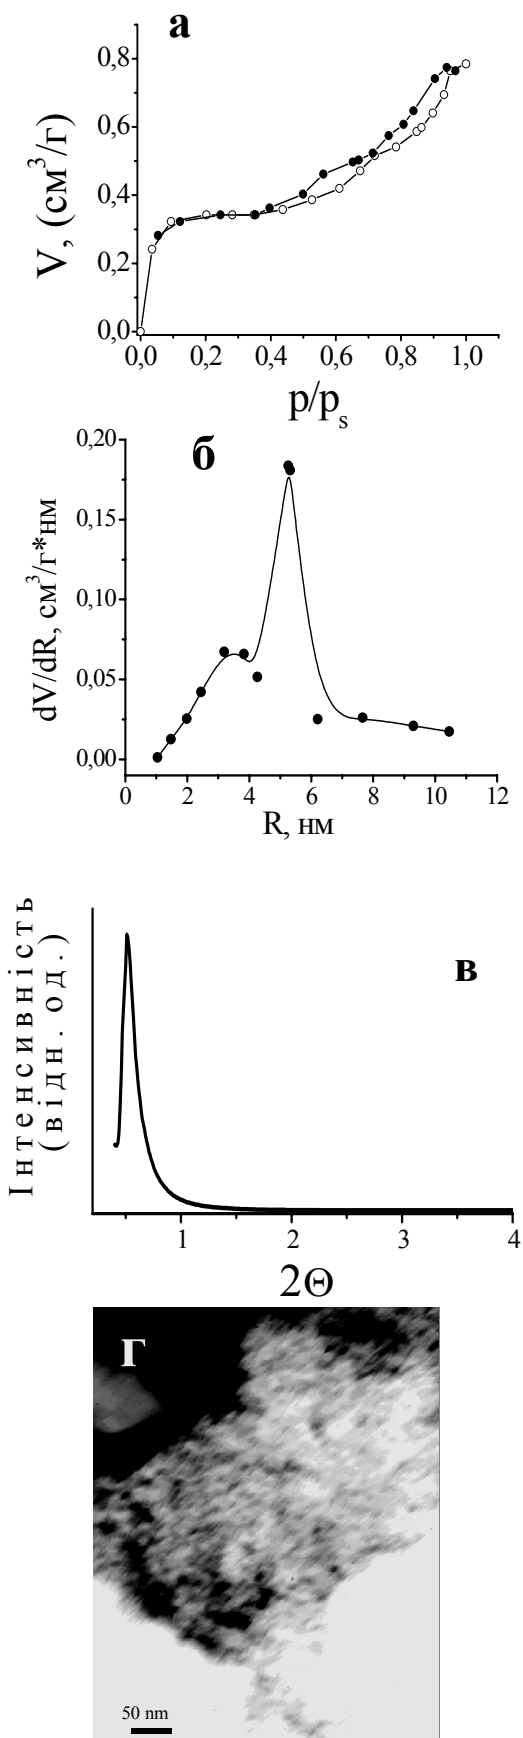 а
0,8
0,6
0,4
0,2
0,0
V, (см³/г)
0,0 0,2 0,4 0,6 0,8 1,0
p/pₛ
б
0,20
0,15
0,10
0,05
0,00
dV/dR, см³/г*нм
0 2 4 6 8 10 12
R, нм
Інтенсивність
(відн. од.)
в
1 2 3 4
2Θ
г
50 nm